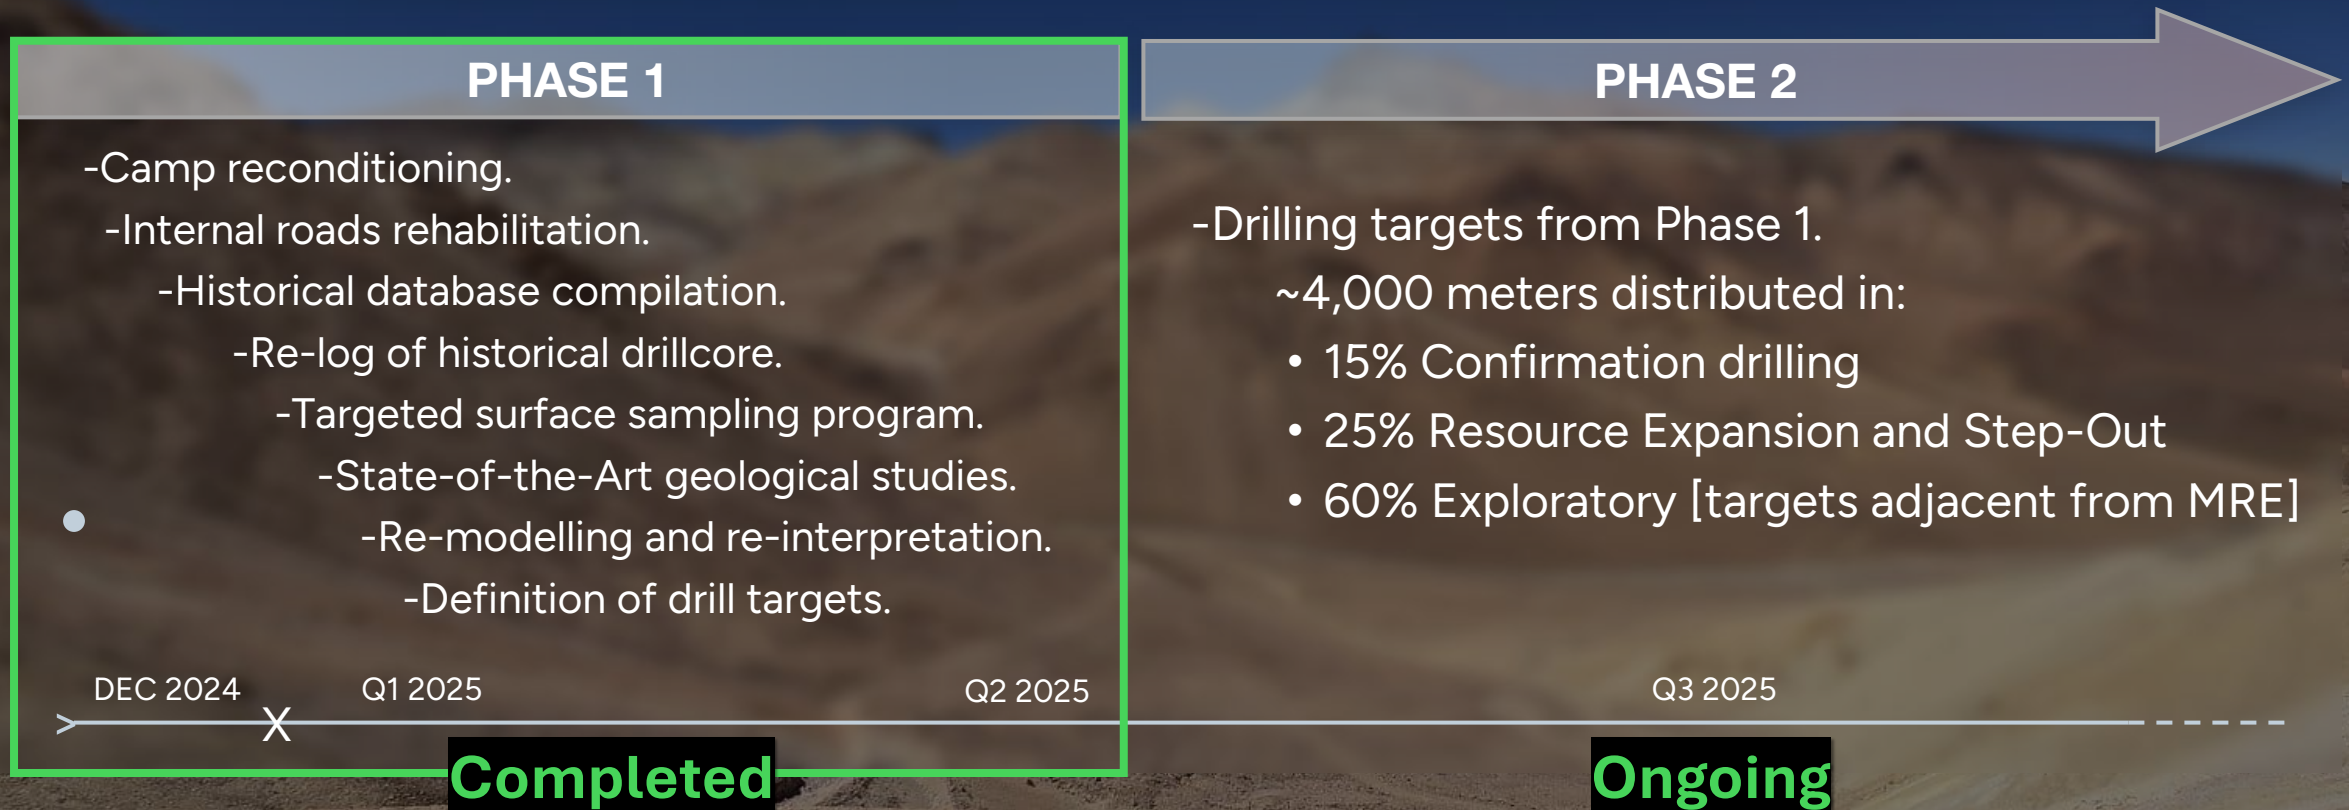 PHASE 1
-Camp reconditioning.
-Internal roads rehabilitation.
-Historical database compilation.
-Re-log of historical drillcore.
-Targeted surface sampling program.
-State-of-the-Art geological studies.
-Re-modelling and re-interpretation.
-Definition of drill targets.
DEC 2024
X
Q1 2025
Q2 2025
Completed
PHASE 2
-Drilling targets from Phase 1.
~4,000 meters distributed in:
• 15% Confirmation drilling
• 25% Resource Expansion and Step-Out
• 60% Exploratory [targets adjacent from MRE]
Q3 2025
Ongoing